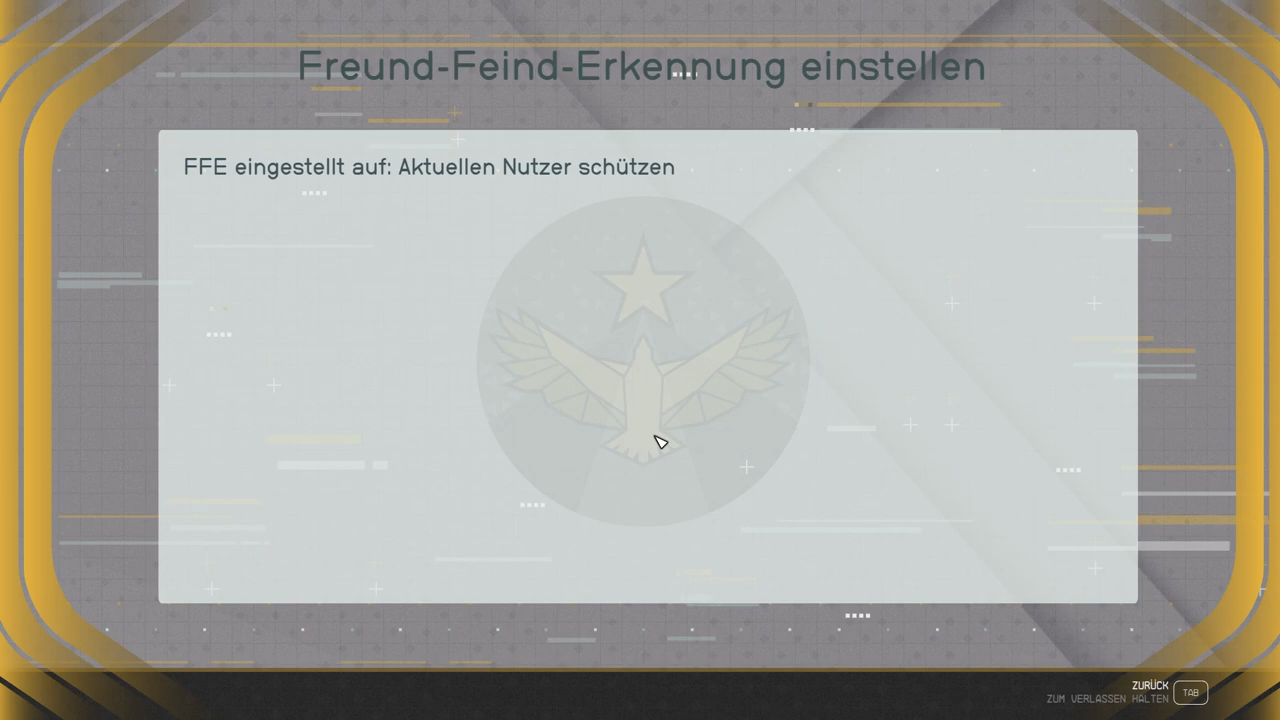 Freund-Feind-Erkennung einstellen
FFE eingestellt auf: Aktuellen Nutzer schützen
ZURÜCK
ZUM VERLASSEN HALTEN
TAB